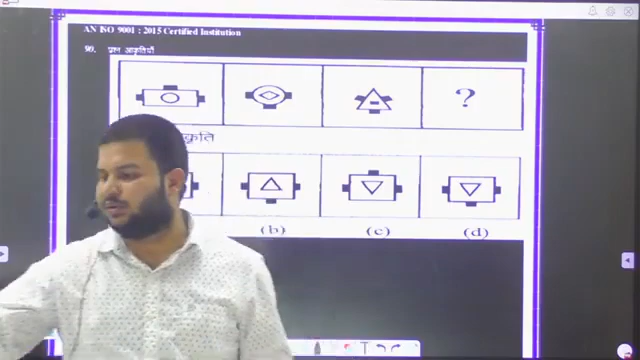 AN ISO 9001 : 2015 Certified Institution
90. प्रश्न आकृतियाँ
?
(b) (c) (d)